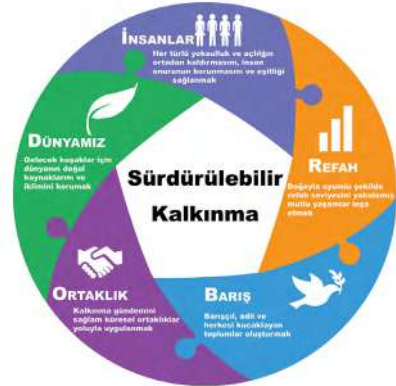 İNSANLAR
Her türlü yoksulluk ve açlığın
ortadan kaldırmasını, insan
onurunun korunmasını ve eşitliği
sağlanmak
REFAH
Doğayla uyumlu şekilde
refah seviyesini yakalamış
mutlu yaşamlar inşa
etmek
BARIŞ
Barışçıl, adil ve
herkesi kucaklayan
toplumlar oluşturmak
ORTAKLIK
Kalkınma gündemini
sağlam küresel ortaklıklar
yoluyla uygulanmak
DÜNYAMIZ
Gelecek kuşaklar için
dünyanın doğal
kaynaklarını ve
iklimini korumak
Sürdürülebilir
Kalkınma